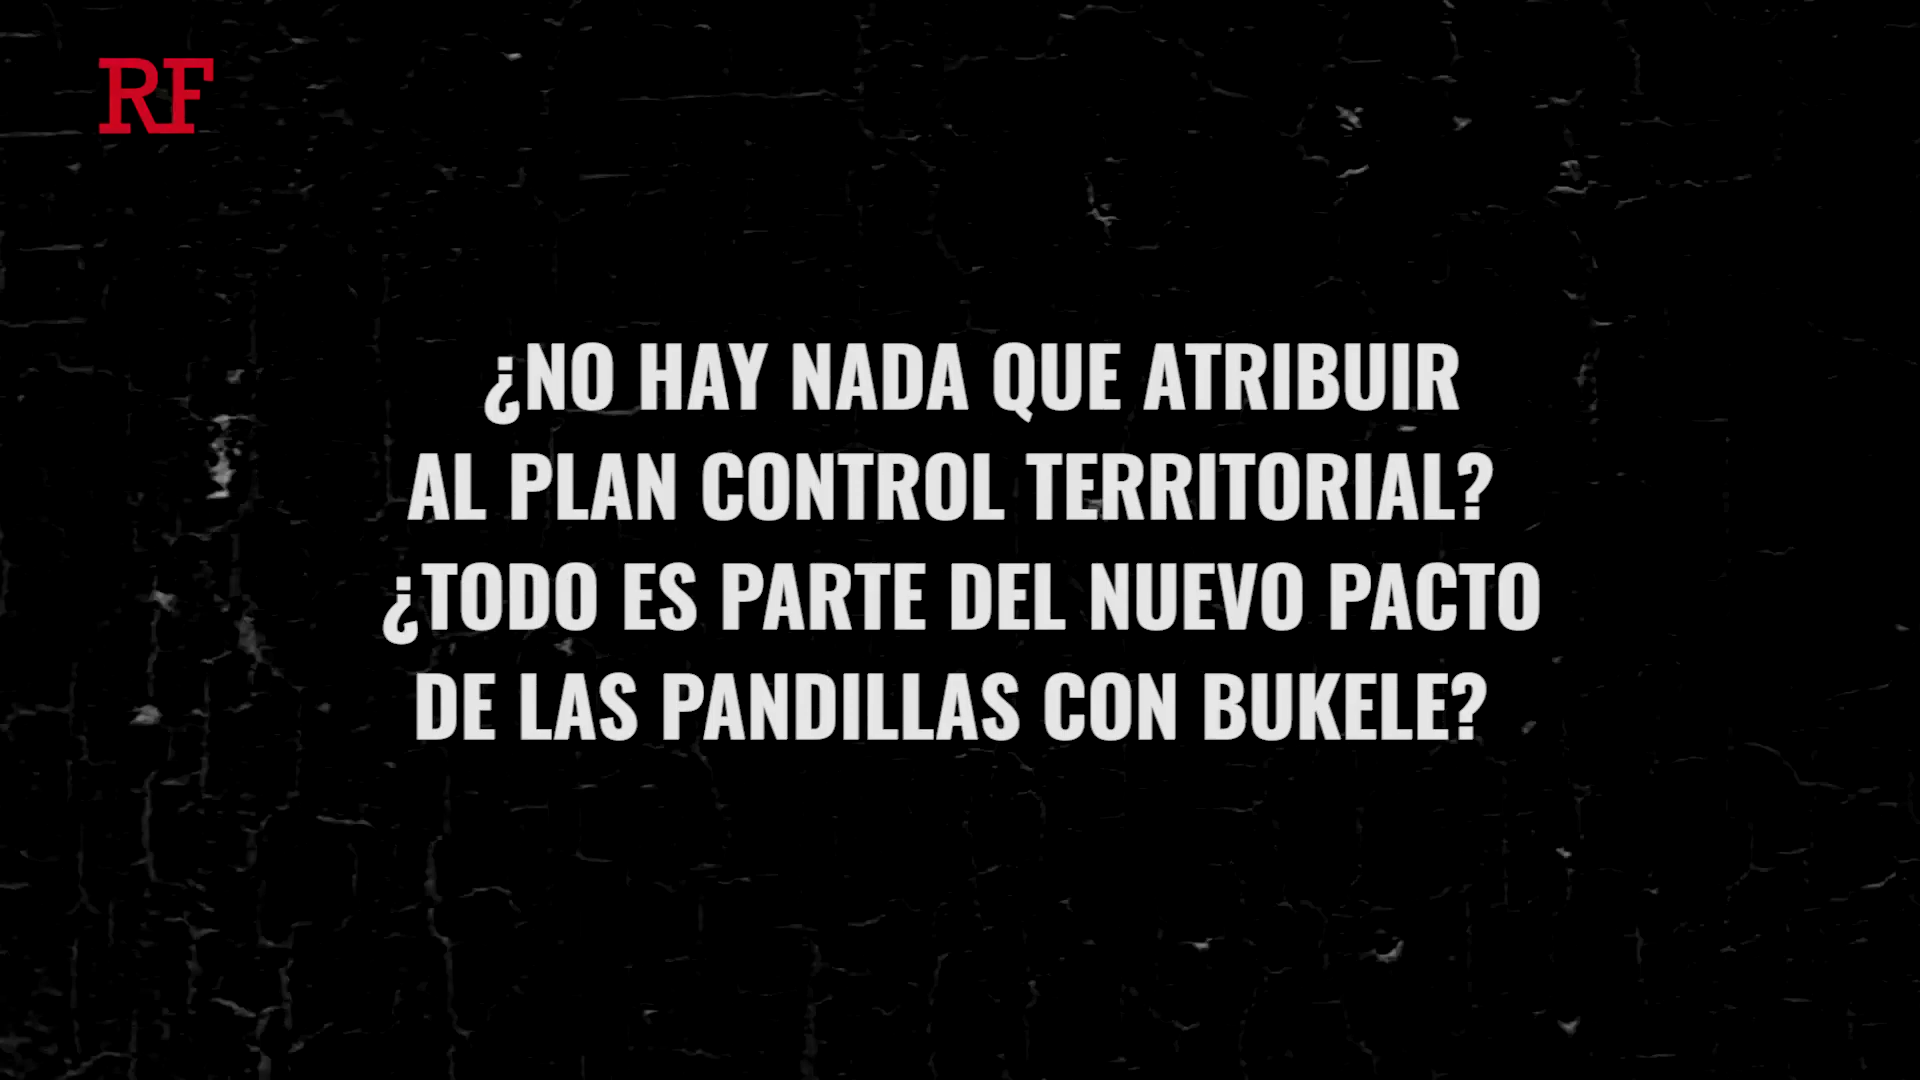 RF
¿NO HAY NADA QUE ATRIBUIR
AL PLAN CONTROL TERRITORIAL?
¿TODO ES PARTE DEL NUEVO PACTO
DE LAS PANDILLAS CON BUKELE?